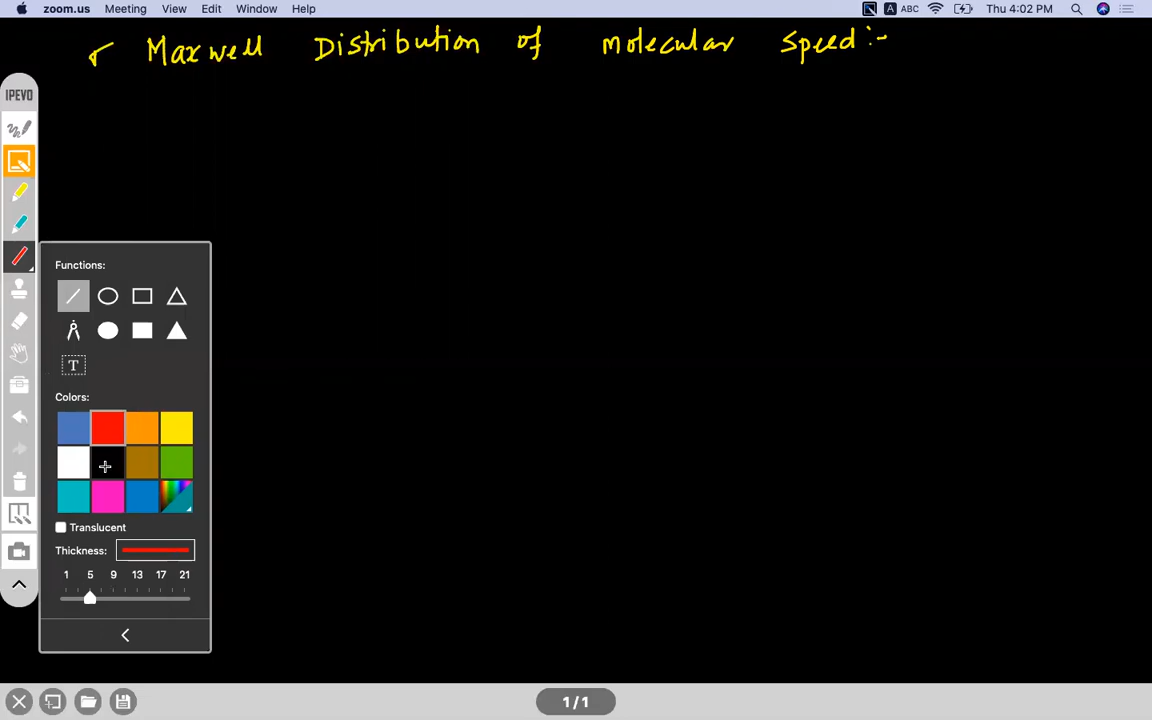 zoom.us Meeting View Edit Window Help A ABC Thu 4:02 PM
Maxwell Distribution of molecular Speed :-
IPEVO
Functions:
T
Colors:
Translucent
Thickness:
1 5 9 13 17 21
1/1